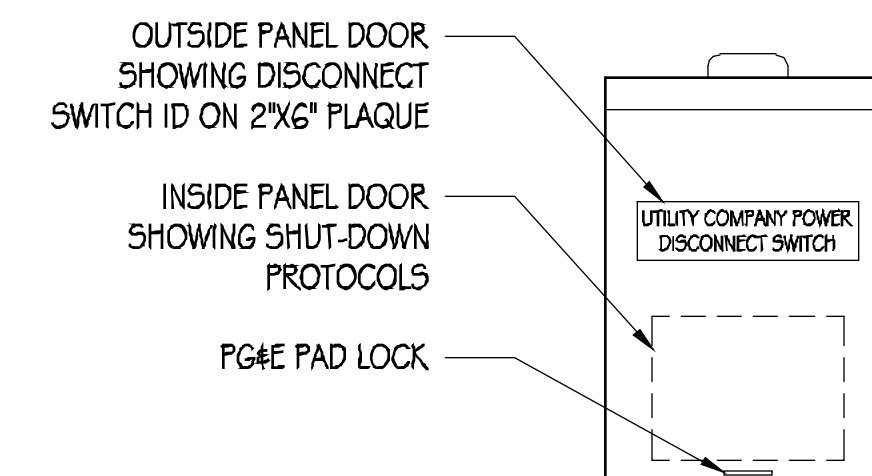 OUTSIDE PANEL DOOR
SHOWING DISCONNECT
SWITCH ID ON 2"X6" PLAQUE
INSIDE PANEL DOOR
SHOWING SHUT-DOWN
PROTOCOLS
PG&E PAD LOCK
UTILITY COMPANY POWER
DISCONNECT SWITCH